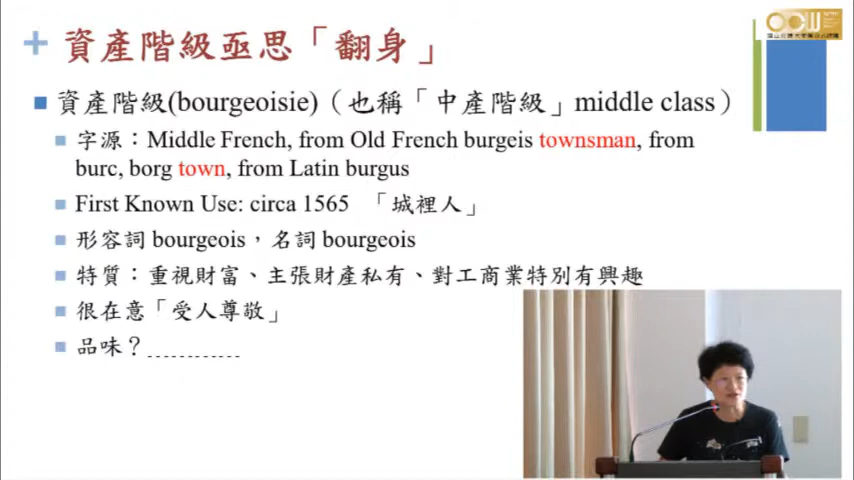 資產階級亟思「翻身」
資產階級(bourgeoisie)（也稱「中產階級」middle class）
字源：Middle French, from Old French burgeis townsman, from
burc, borg town, from Latin burgus
First Known Use: circa 1565 「城裡人」
形容詞 bourgeois，名詞 bourgeois
特質：重視財富、主張財產私有、對工商業特別有興趣
很在意「受人尊敬」
品味？............